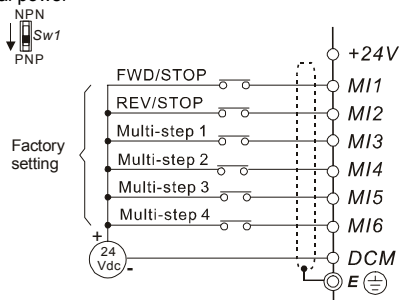 NPN
Sw1
PNP
+24V
FWD/STOP MI1
REV/STOP MI2
Multi-step 1 MI3
Multi-step 2 MI4
Multi-step 3 MI5
Multi-step 4 MI6
Factory
setting
+
24
Vdc
-
DCM
E